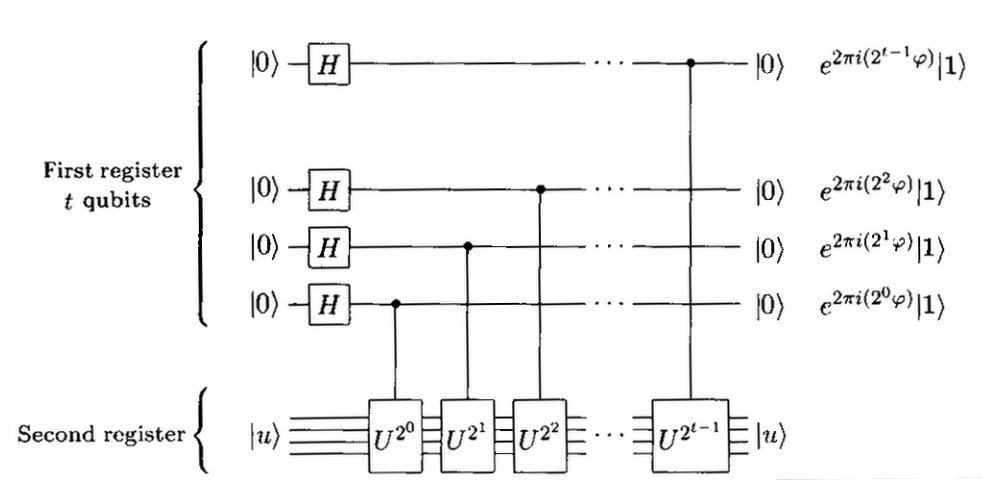 |0⟩ H ··· |0⟩ e^{2πi(2^{t−1}φ)}|1⟩
First register
t qubits
|0⟩ H ··· |0⟩ e^{2πi(2^2φ)}|1⟩
|0⟩ H ··· |0⟩ e^{2πi(2^1φ)}|1⟩
|0⟩ H ··· |0⟩ e^{2πi(2^0φ)}|1⟩
Second register |u⟩ U^{2^0} U^{2^1} U^{2^2} ··· U^{2^{t−1}} |u⟩